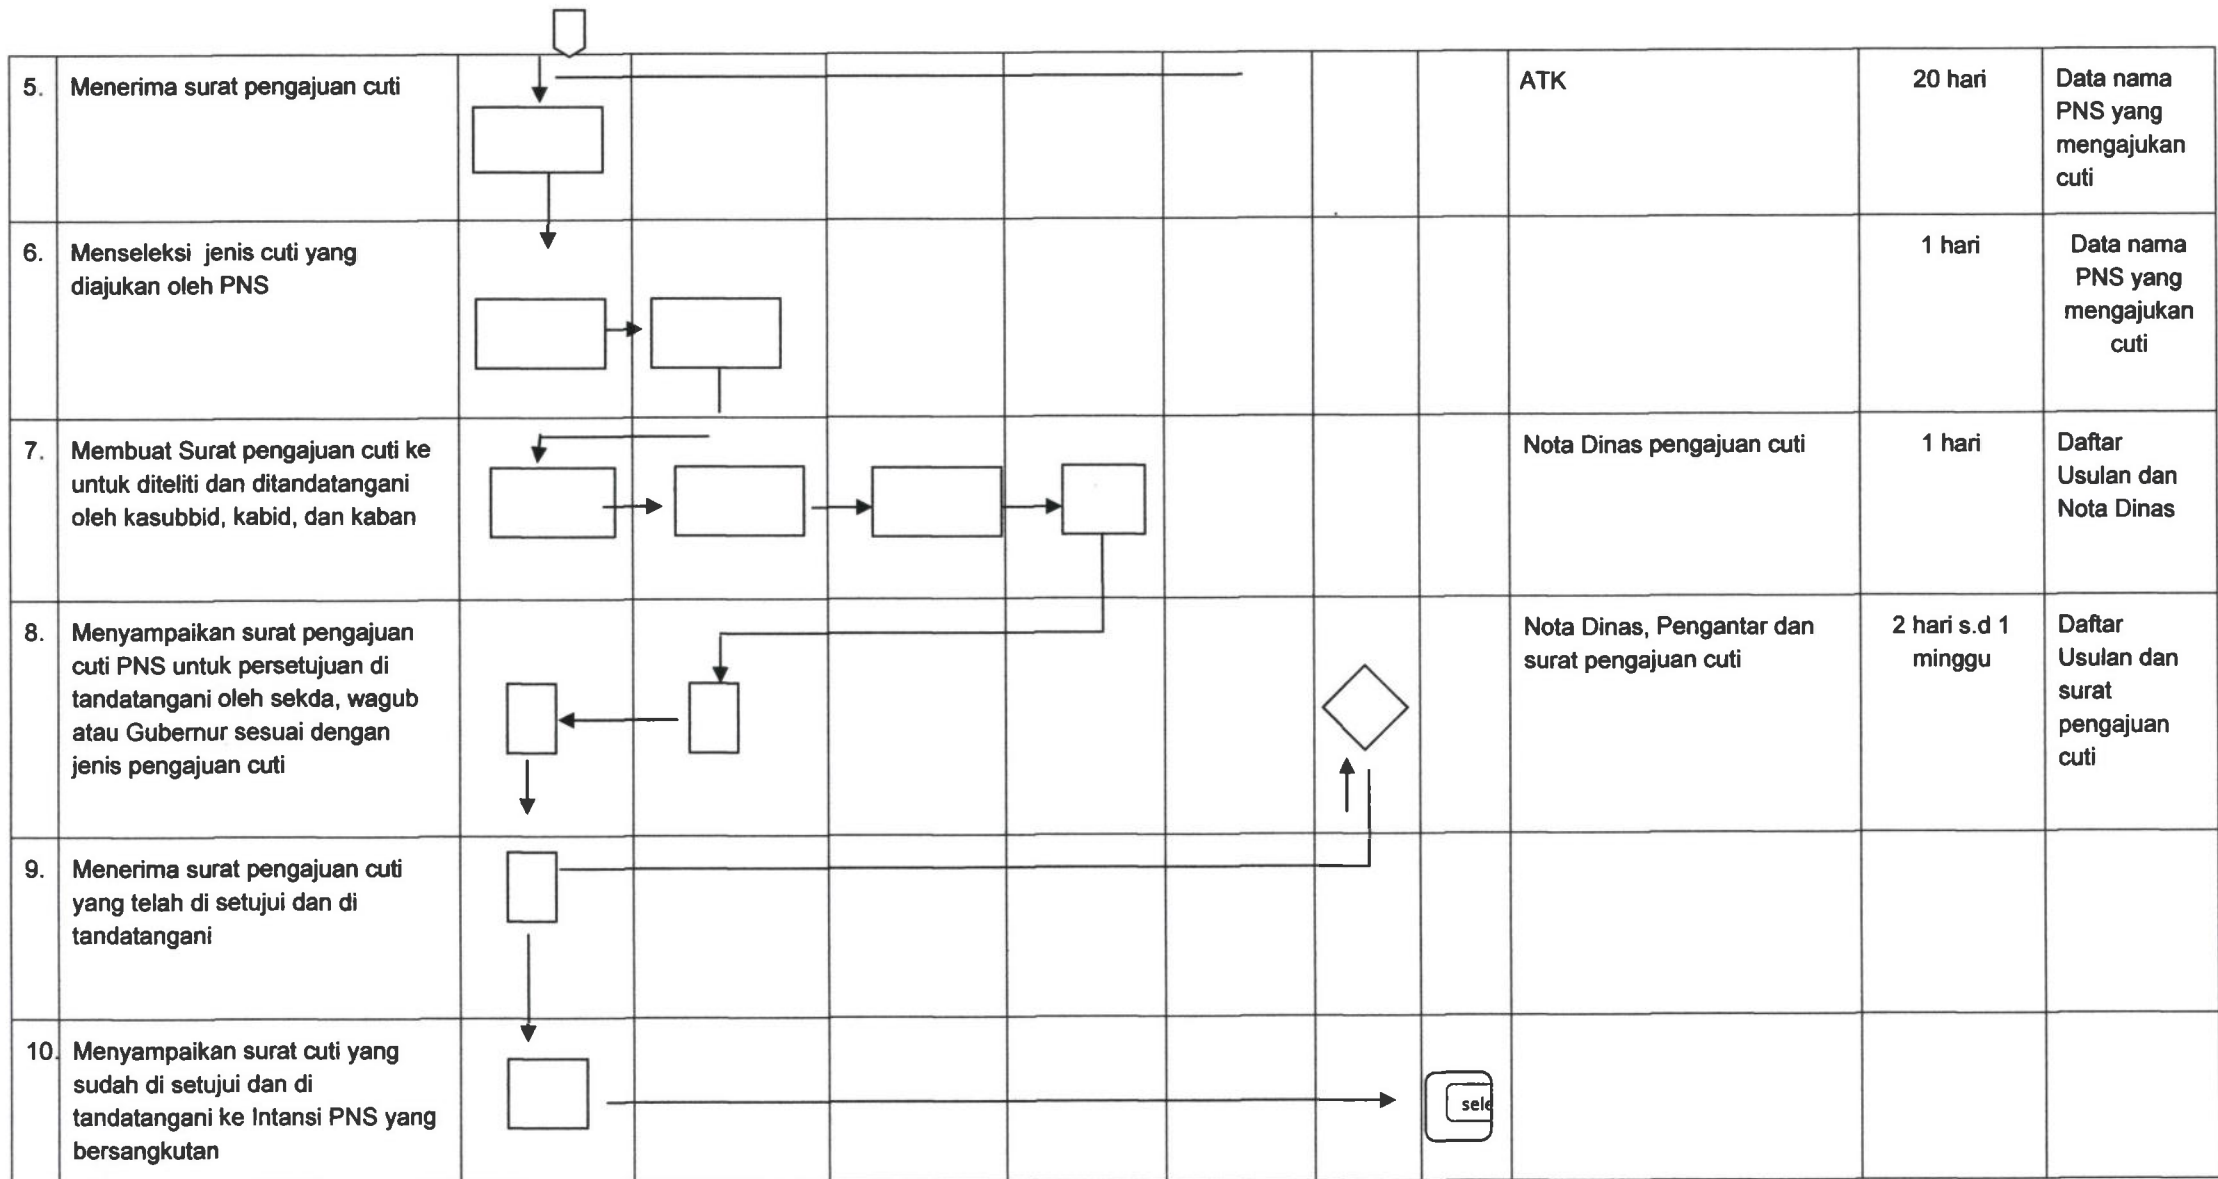 5.
Menerima surat pengajuan cuti
ATK
20 hari
Data nama
PNS yang
mengajukan
cuti
6.
Menseleksi jenis cuti yang
diajukan oleh PNS
1 hari
Data nama
PNS yang
mengajukan
cuti
7.
Membuat Surat pengajuan cuti ke
untuk diteliti dan ditandatangani
oleh kasubbid, kabid, dan kaban
Nota Dinas pengajuan cuti
1 hari
Daftar
Usulan dan
Nota Dinas
8.
Menyampaikan surat pengajuan
cuti PNS untuk persetujuan di
tandatangani oleh sekda, wagub
atau Gubernur sesuai dengan
jenis pengajuan cuti
Nota Dinas, Pengantar dan
surat pengajuan cuti
2 hari s.d 1
minggu
Daftar
Usulan dan
surat
pengajuan
cuti
9.
Menerima surat pengajuan cuti
yang telah di setujui dan di
tandatangani
10.
Menyampaikan surat cuti yang
sudah di setujui dan di
tandatangani ke Intansi PNS yang
bersangkutan
sele